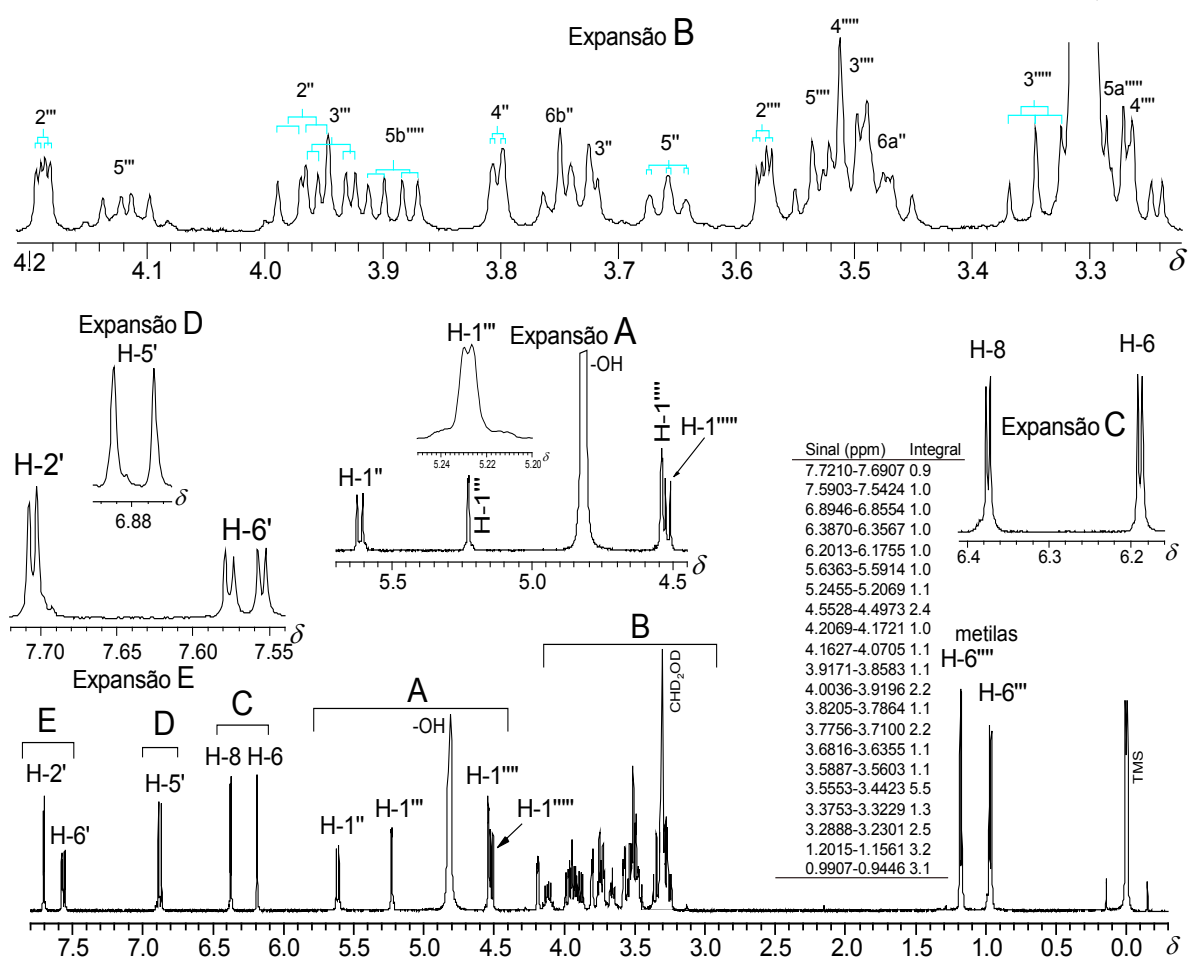 Expansão B
2''' 5''' 2'' 3''' 5b''''' 4'' 6b'' 3'' 5'' 2'''' 5'''' 4''''' 3'''' 6a'' 3''''' 5a''''' 4''''
4.2 4.1 4.0 3.9 3.8 3.7 3.6 3.5 3.4 3.3 δ
Expansão D
H-5'
6.88 δ
H-2'
H-6'
7.70 7.65 7.60 7.55 δ
Expansão E
Expansão A
H-1'''
5.24 5.22 5.20 δ
-OH
H-1''
H-1'''
H-1''''
H-1'''''
5.5 5.0 4.5 δ
H-8 H-6
Expansão C
6.4 6.3 6.2 δ
Sinal (ppm) Integral
7.7210-7.6907 0.9
7.5903-7.5424 1.0
6.8946-6.8554 1.0
6.3870-6.3567 1.0
6.2013-6.1755 1.0
5.6363-5.5914 1.0
5.2455-5.2069 1.1
4.5528-4.4973 2.4
4.2069-4.1721 1.0
4.1627-4.0705 1.1
3.9171-3.8583 1.1
4.0036-3.9196 2.2
3.8205-3.7864 1.1
3.7756-3.7100 2.2
3.6816-3.6355 1.1
3.5887-3.5603 1.1
3.5553-3.4423 5.5
3.3753-3.3229 1.3
3.2888-3.2301 2.5
1.2015-1.1561 3.2
0.9907-0.9446 3.1
E
H-2'
H-6'
D
H-5'
C
H-8 H-6
A
-OH
H-1''
H-1'''
H-1''''
H-1'''''
B
CHD₂OD
metilas
H-6''''
H-6'''
TMS
7.5 7.0 6.5 6.0 5.5 5.0 4.5 4.0 3.5 3.0 2.5 2.0 1.5 1.0 0.5 0.0 δ